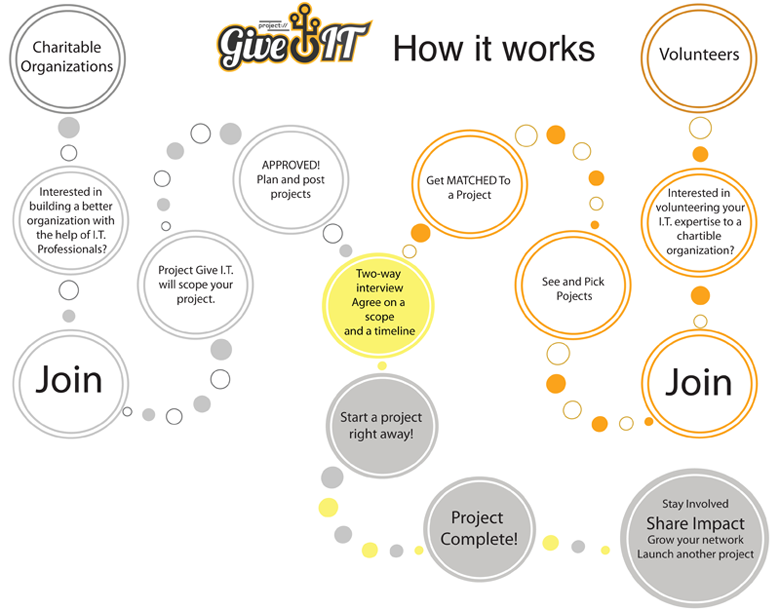 Charitable
Organizations
project://
Give IT
How it works
Volunteers
Interested in
building a better
organization with
the help of I.T.
Professionals?
Join
Project Give I.T.
will scope your
project.
APPROVED!
Plan and post
projects
Two-way
interview
Agree on a
scope
and a timeline
Get MATCHED To
a Project
See and Pick
Pojects
Interested in
volunteering your
I.T. expertise to a
chartible
organization?
Join
Start a project
right away!
Project
Complete!
Stay Involved
Share Impact
Grow your network
Launch another project